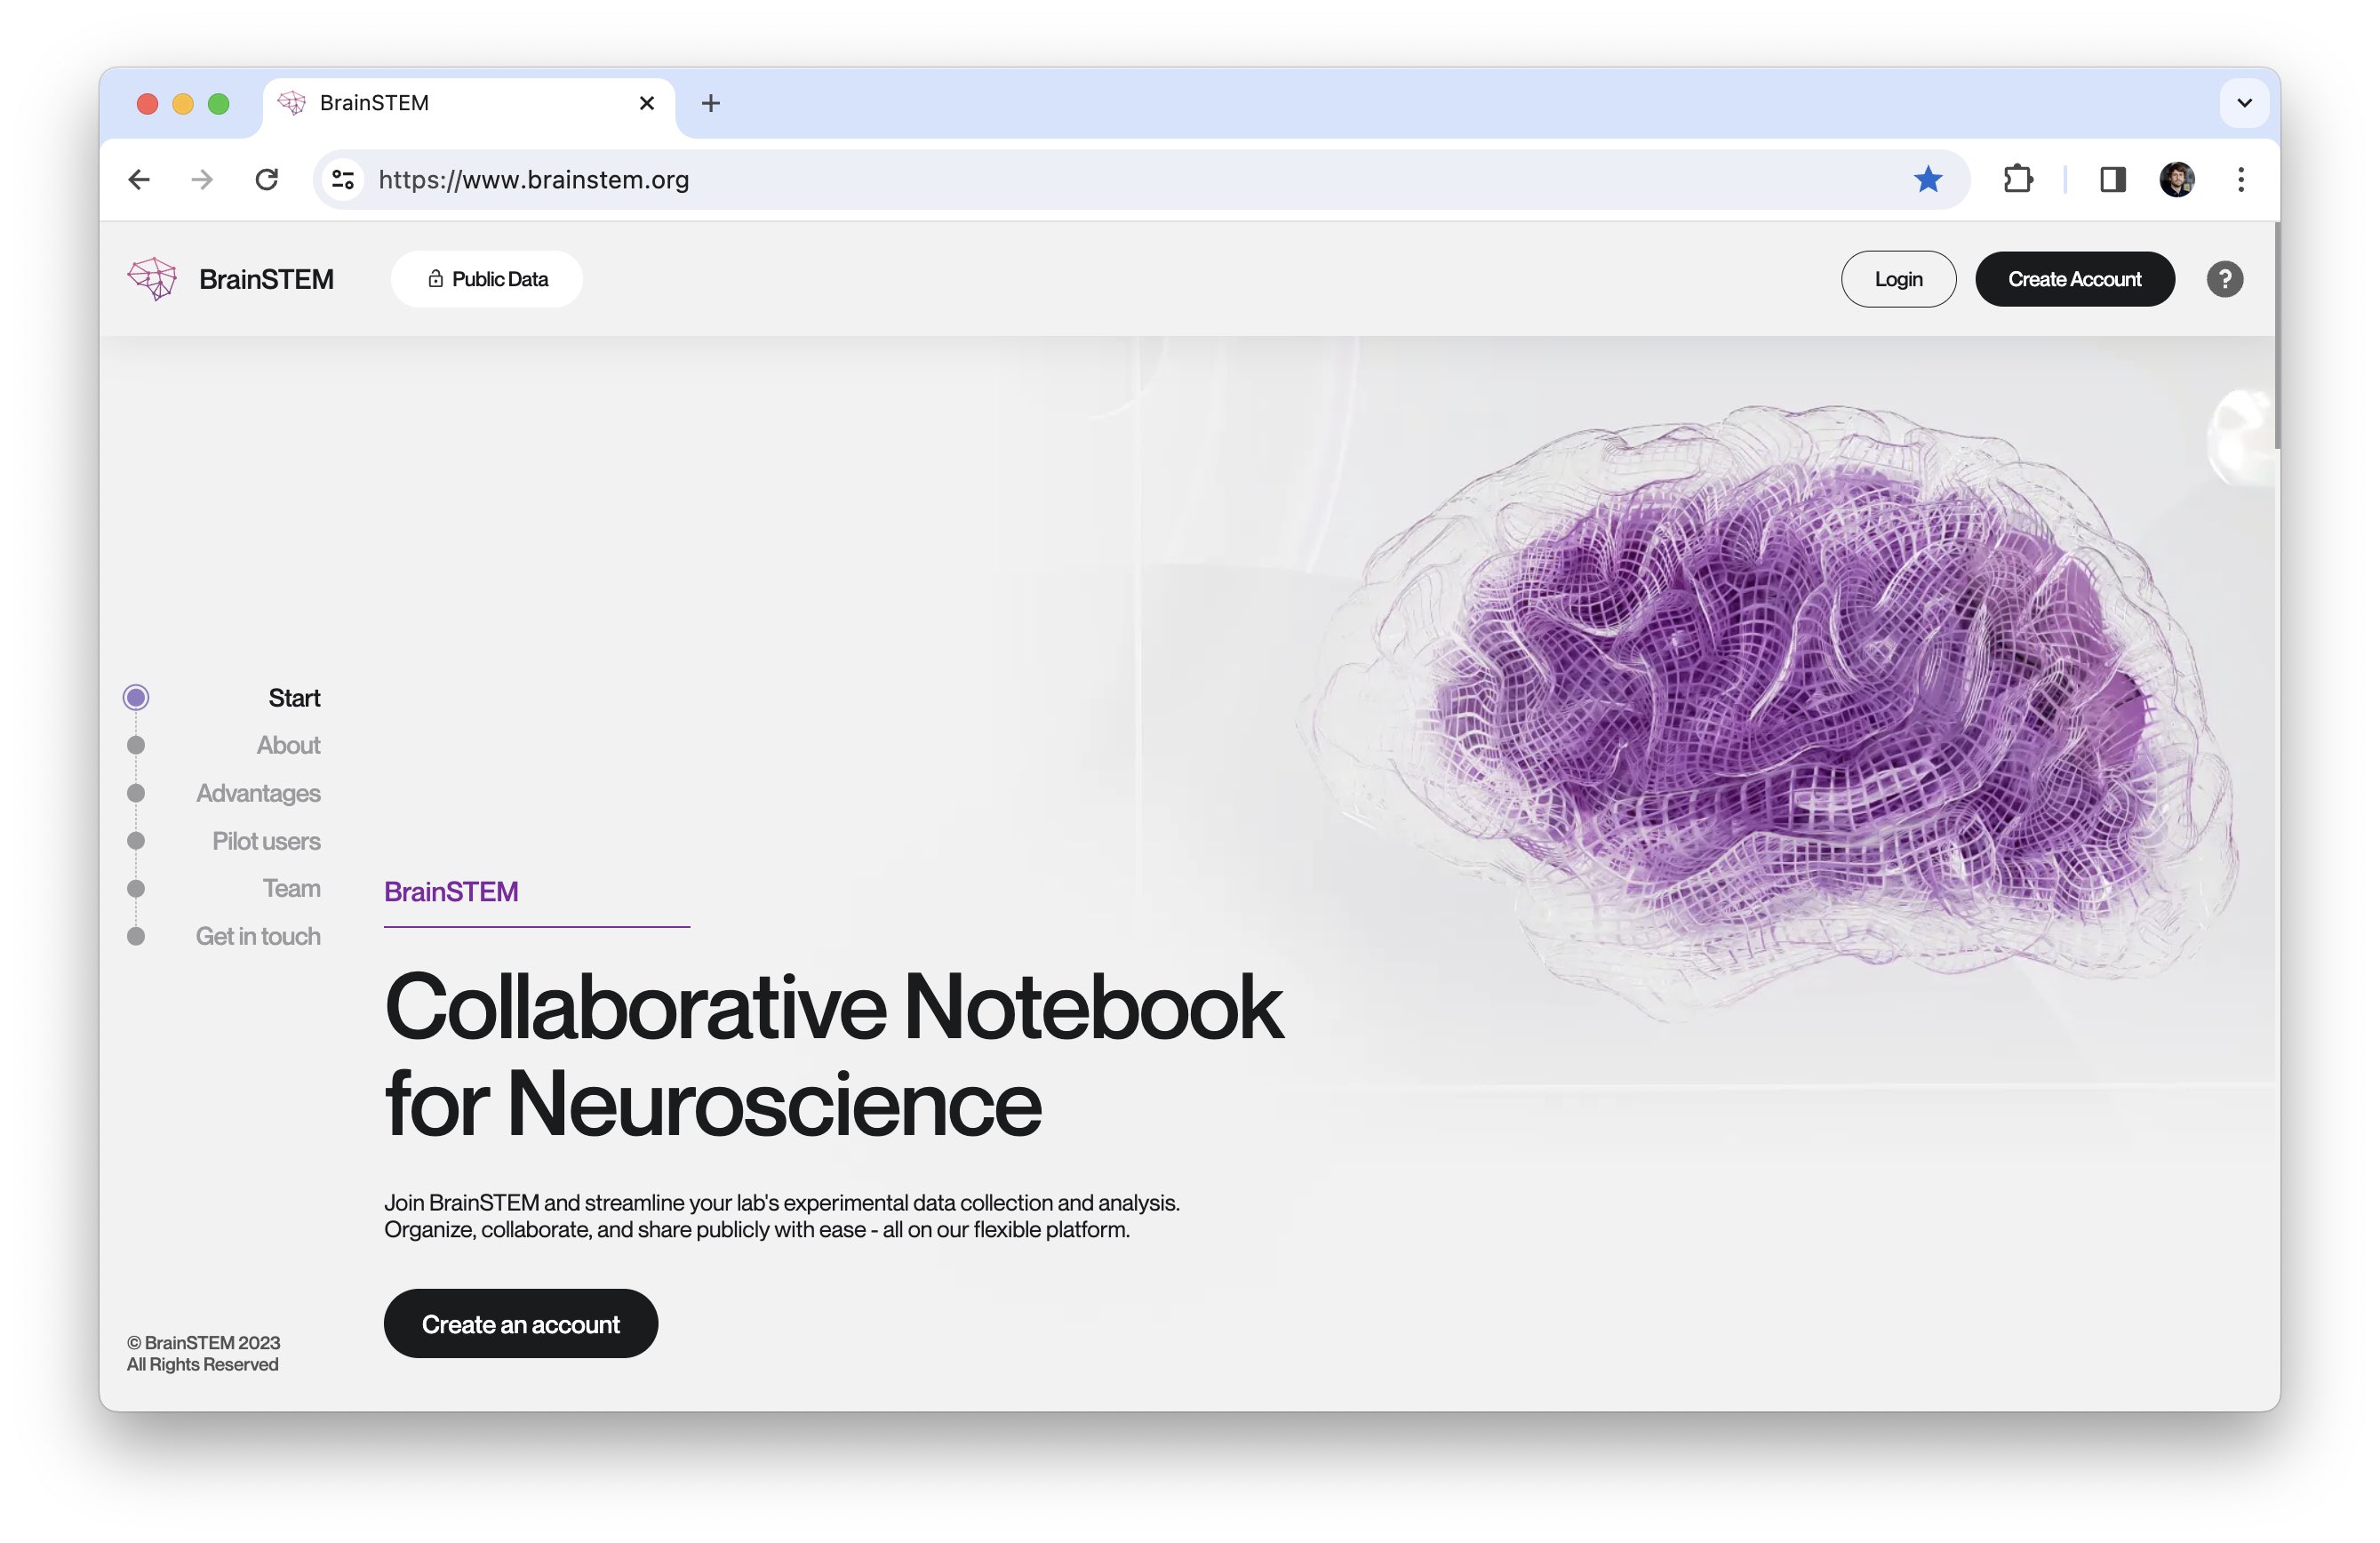 BrainSTEM
https://www.brainstem.org
BrainSTEM
Public Data
Login
Create Account
?
Start
About
Advantages
Pilot users
Team
Get in touch
BrainSTEM
Collaborative Notebook
for Neuroscience
Join BrainSTEM and streamline your lab's experimental data collection and analysis.
Organize, collaborate, and share publicly with ease - all on our flexible platform.
Create an account
© BrainSTEM 2023
All Rights Reserved